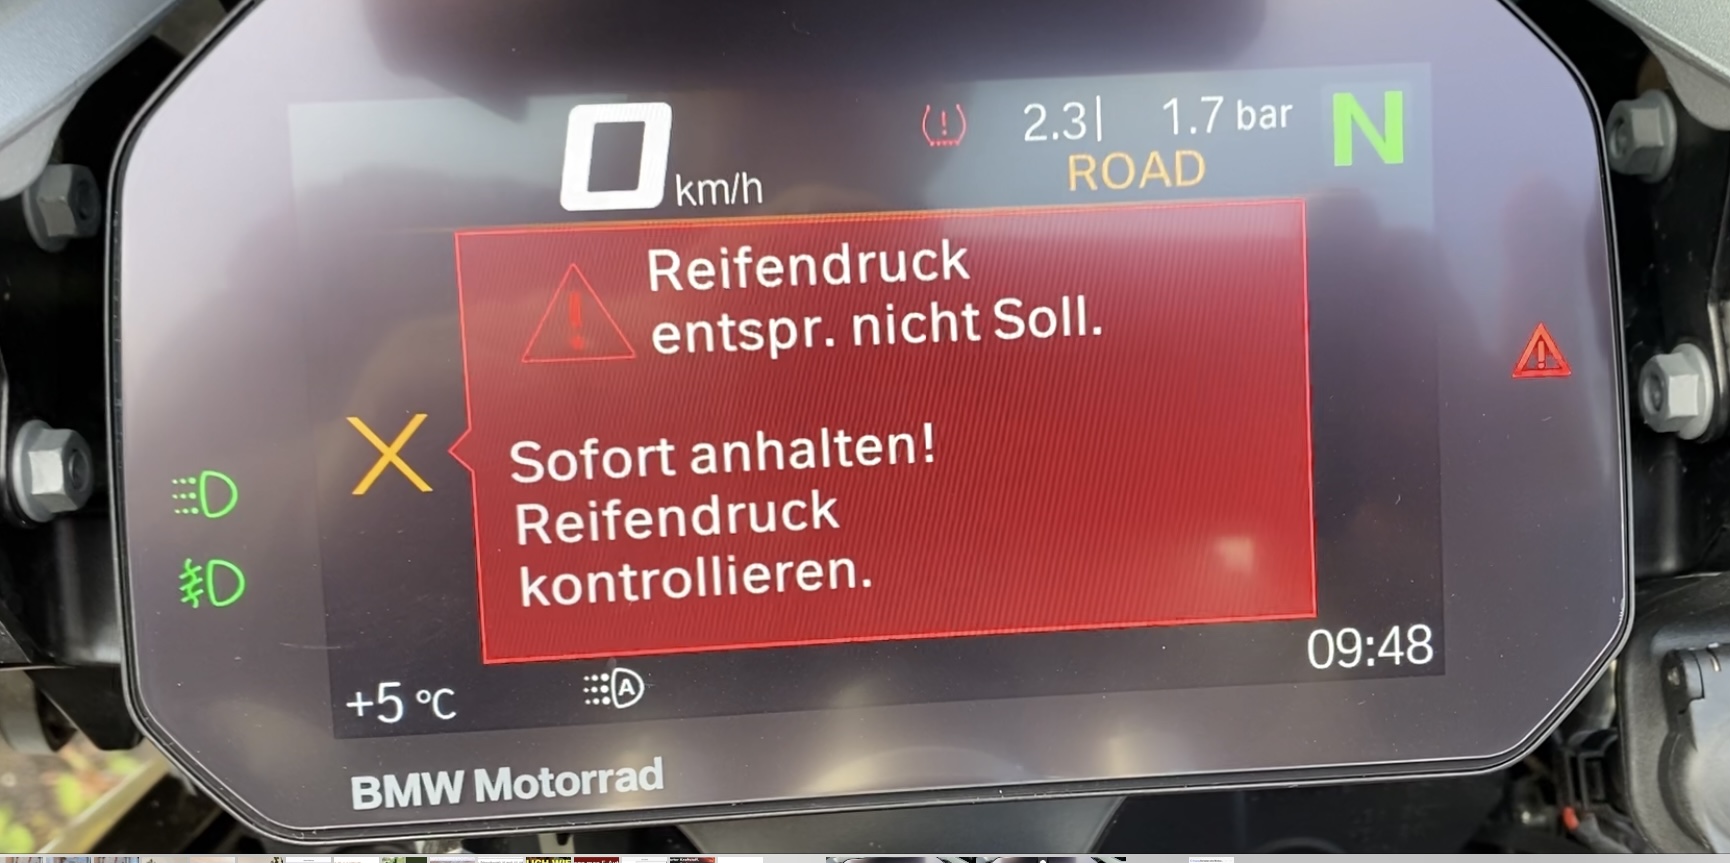 0 km/h
2.3| 1.7 bar
N
ROAD
Reifendruck
entspr. nicht Soll.
Sofort anhalten!
Reifendruck
kontrollieren.
09:48
+5 °C
A
BMW Motorrad